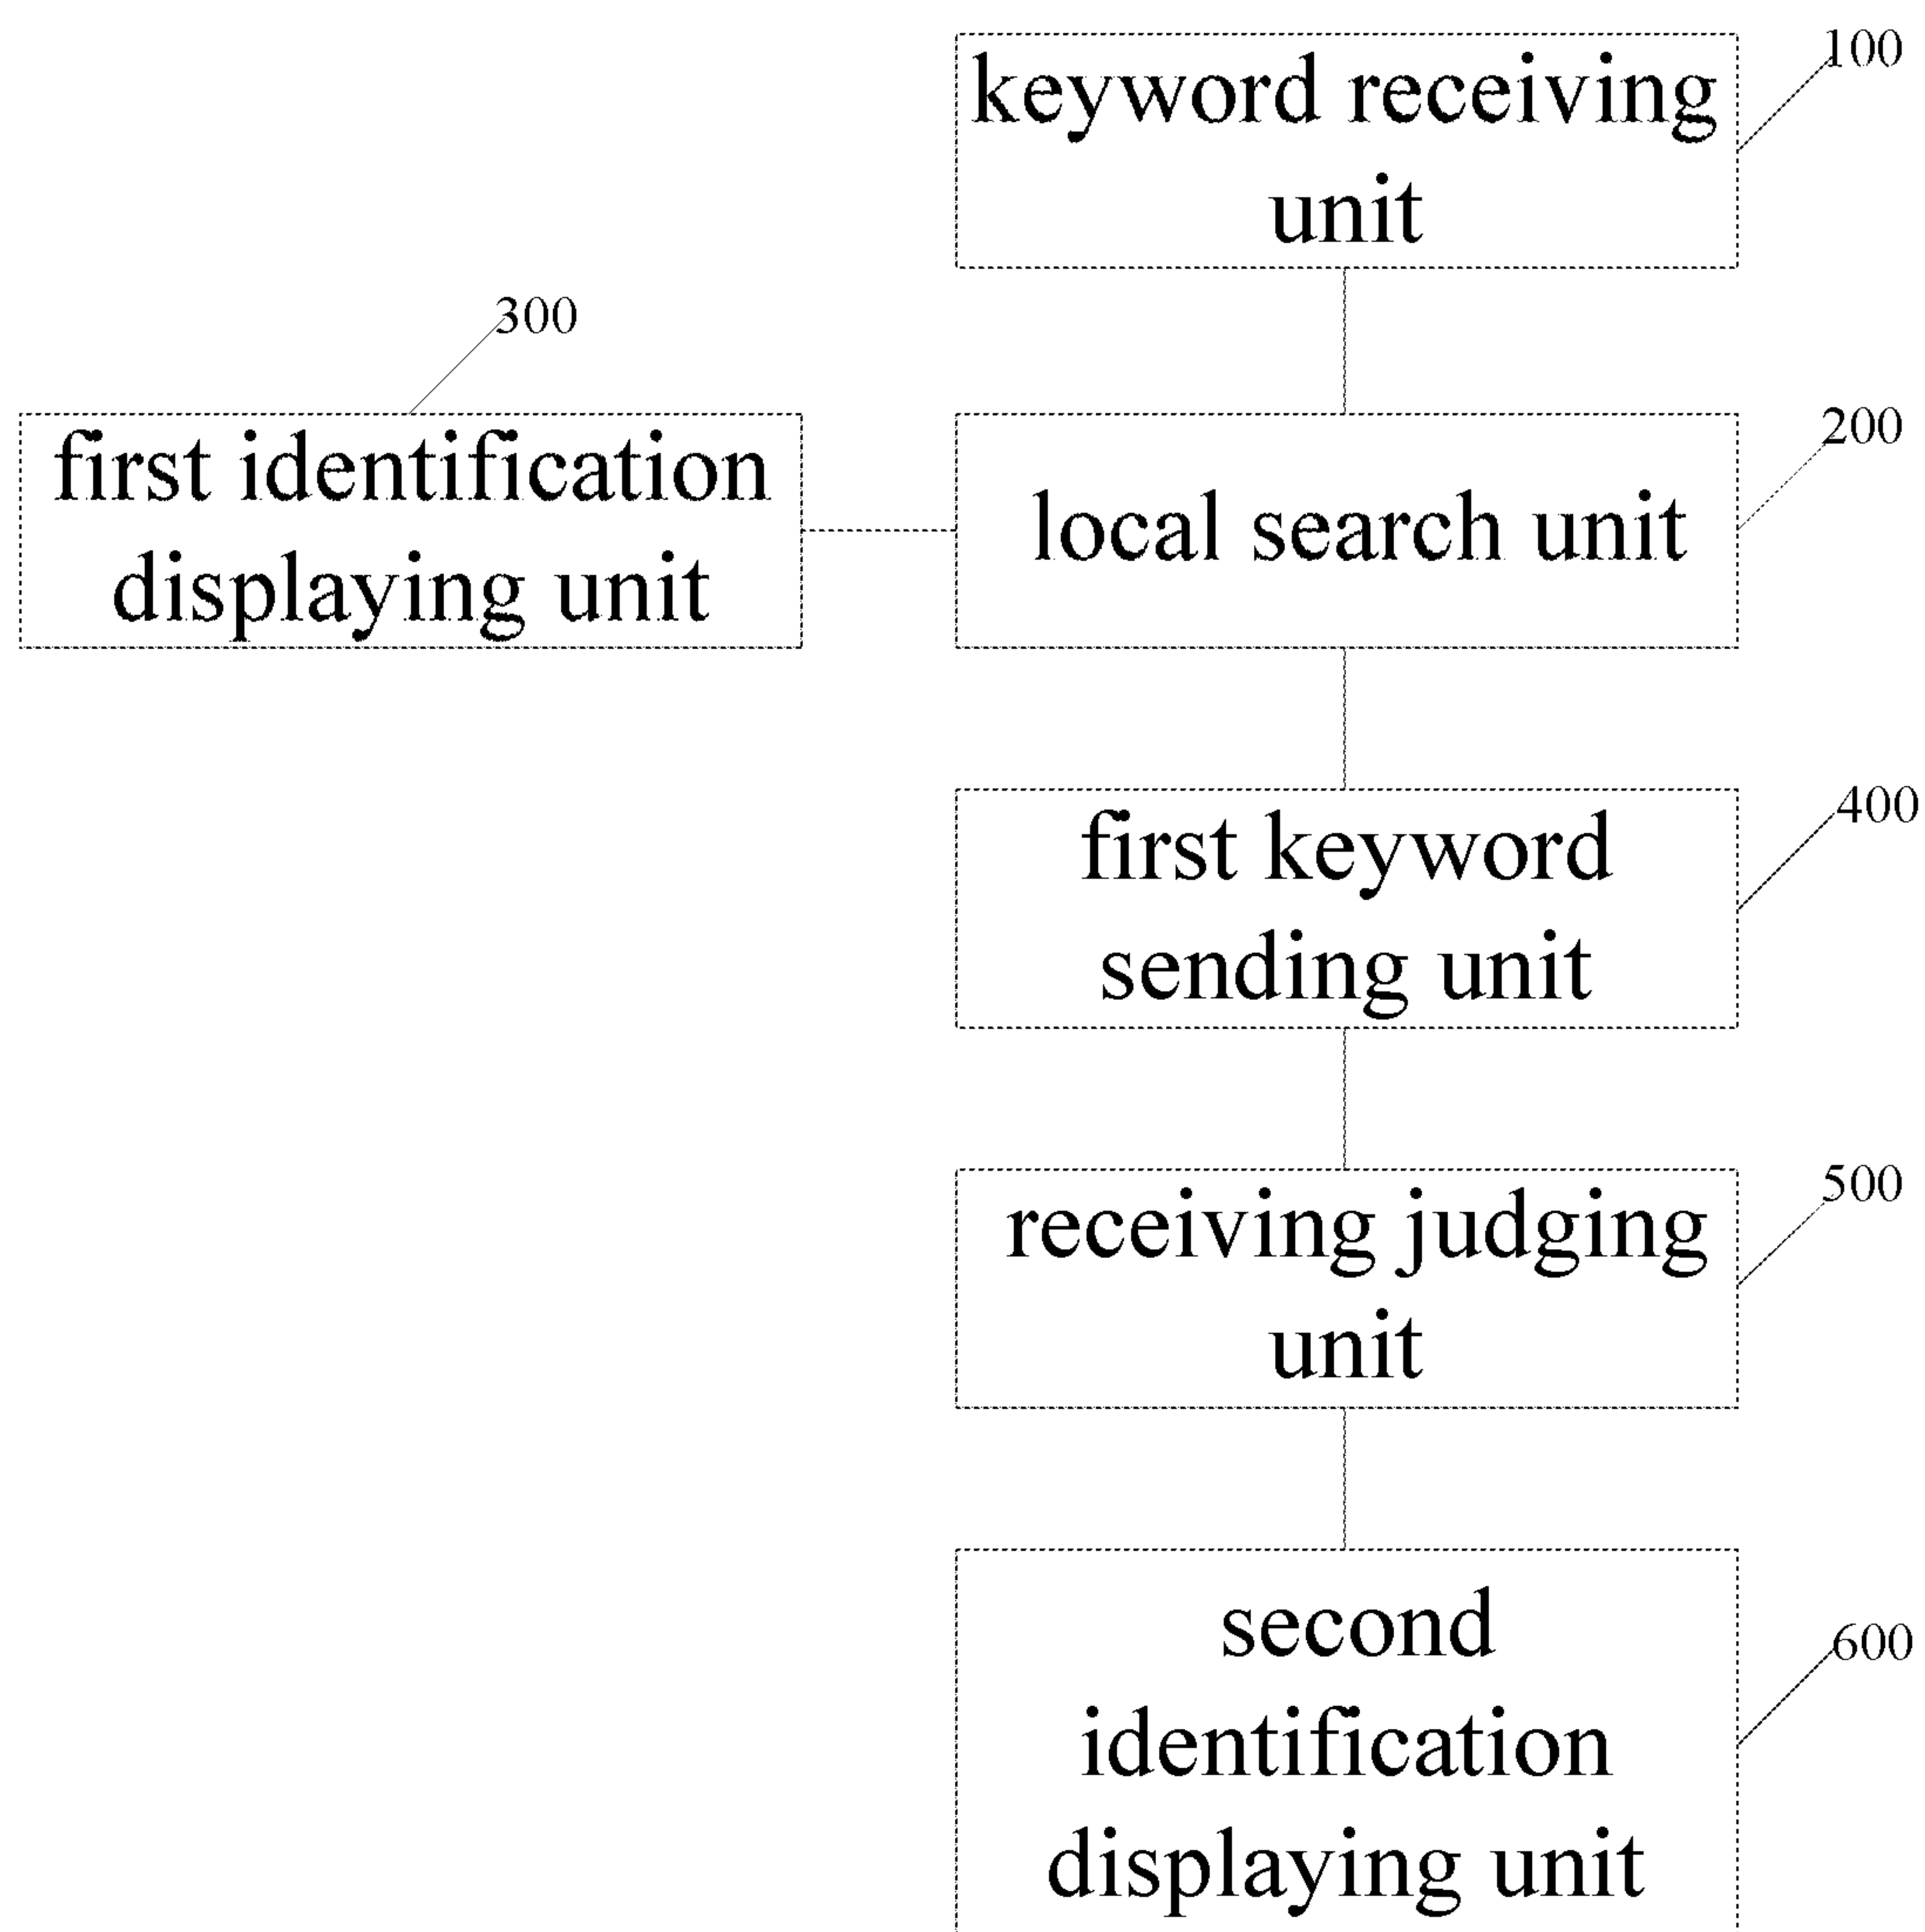 keyword receiving
unit
100
300
first identification
displaying unit
local search unit
200
first keyword
sending unit
400
receiving judging
unit
500
second
identification
displaying unit
600